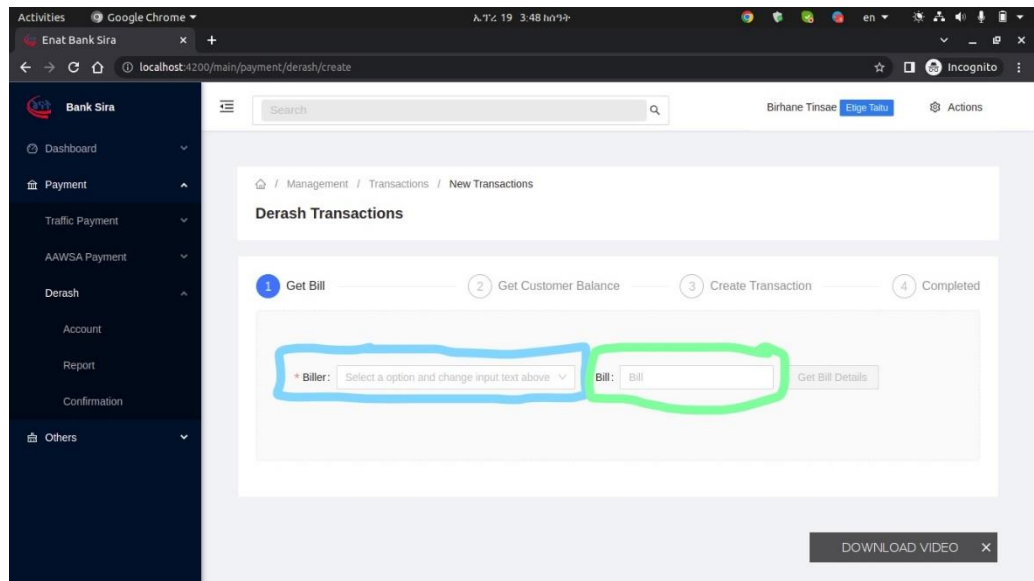 Activities Google Chrome ኤፕሪ 19 3:48 ከሰዓት en
Enat Bank Sira
localhost:4200/main/payment/derash/create Incognito
Bank Sira Search Birhane Tinsae Etige Taitu Actions
Dashboard
Payment
Traffic Payment
AAWSA Payment
Derash
Account
Report
Confirmation
Others
/ Management / Transactions / New Transactions
Derash Transactions
1 Get Bill 2 Get Customer Balance 3 Create Transaction 4 Completed
* Biller: Select a option and change input text above Bill: Bill Get Bill Details
DOWNLOAD VIDEO